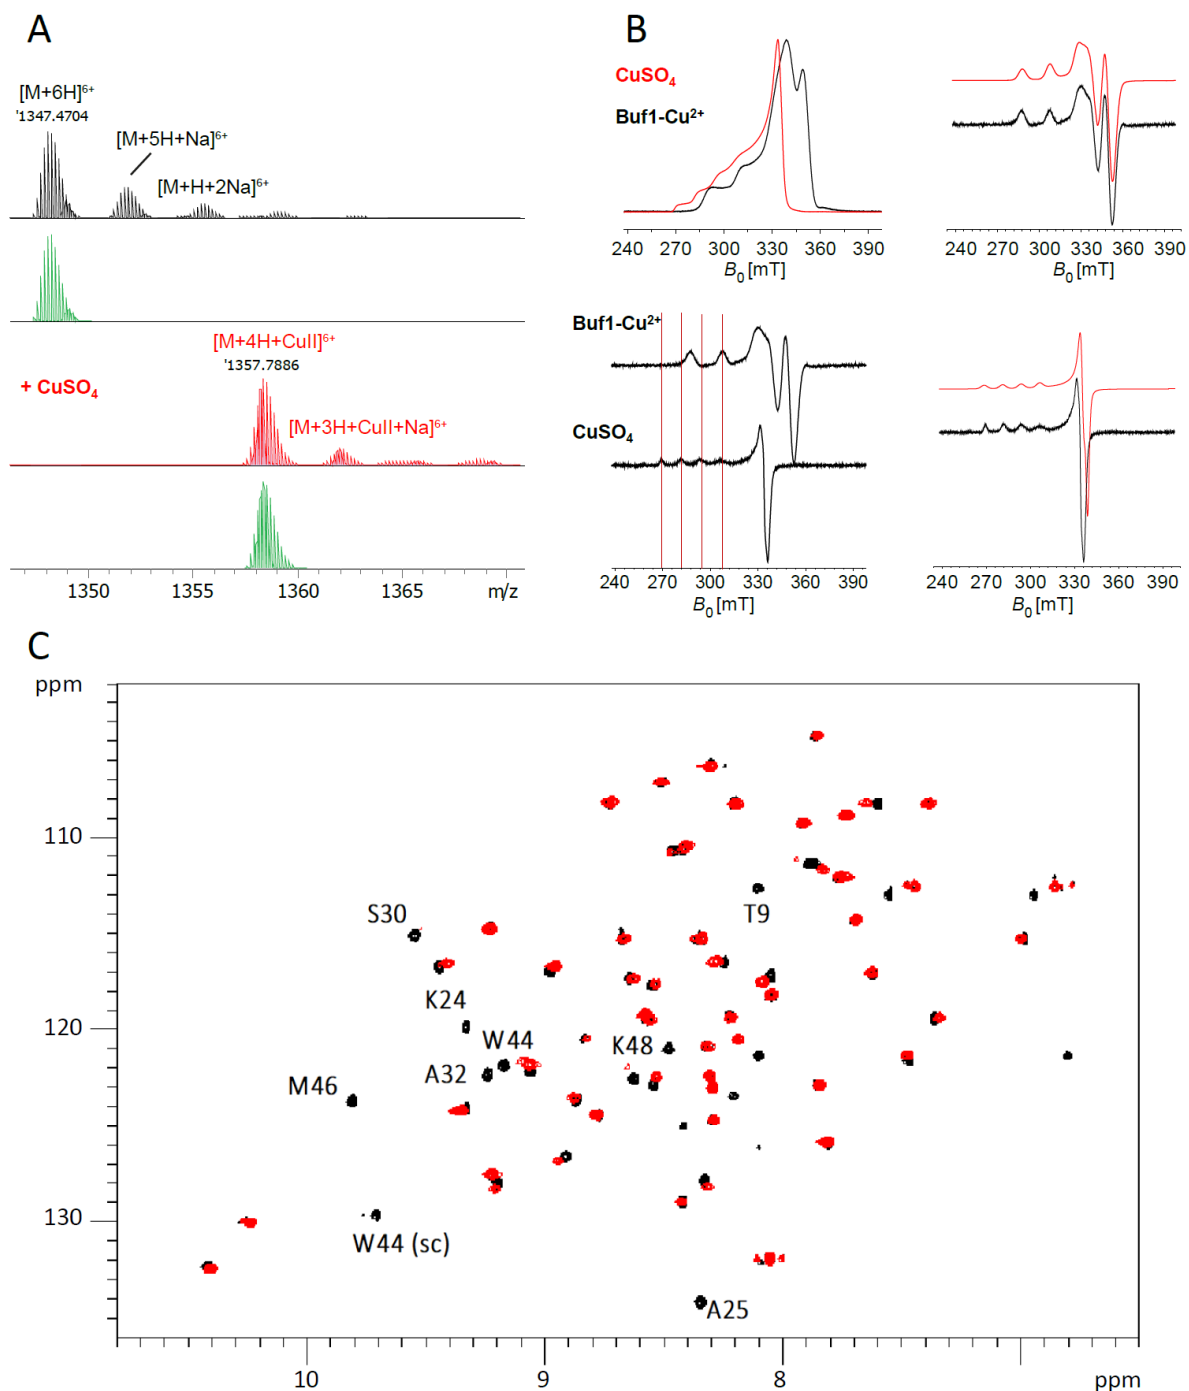 A
[M+6H]⁶⁺
'1347.4704
[M+5H+Na]⁶⁺
[M+H+2Na]⁶⁺
[M+4H+CuII]⁶⁺
'1357.7886
+ CuSO₄
[M+3H+CuII+Na]⁶⁺
1350 1355 1360 1365 m/z
B
CuSO₄
Buf1-Cu²⁺
240 270 300 330 360 390
B₀ [mT]
240 270 300 330 360 390
B₀ [mT]
Buf1-Cu²⁺
CuSO₄
240 270 300 330 360 390
B₀ [mT]
240 270 300 330 360 390
B₀ [mT]
C
ppm
110
T9
S30
K24
120
W44
K48
A32
M46
130
W44 (sc)
A25
10 9 8 ppm